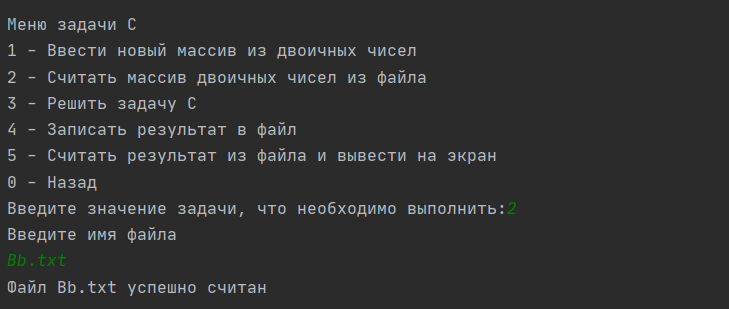 Меню задачи C
1 - Ввести новый массив из двоичных чисел
2 - Считать массив двоичных чисел из файла
3 - Решить задачу C
4 - Записать результат в файл
5 - Считать результат из файла и вывести на экран
0 - Назад
Введите значение задачи, что необходимо выполнить:2
Введите имя файла
Bb.txt
Файл Bb.txt успешно считан